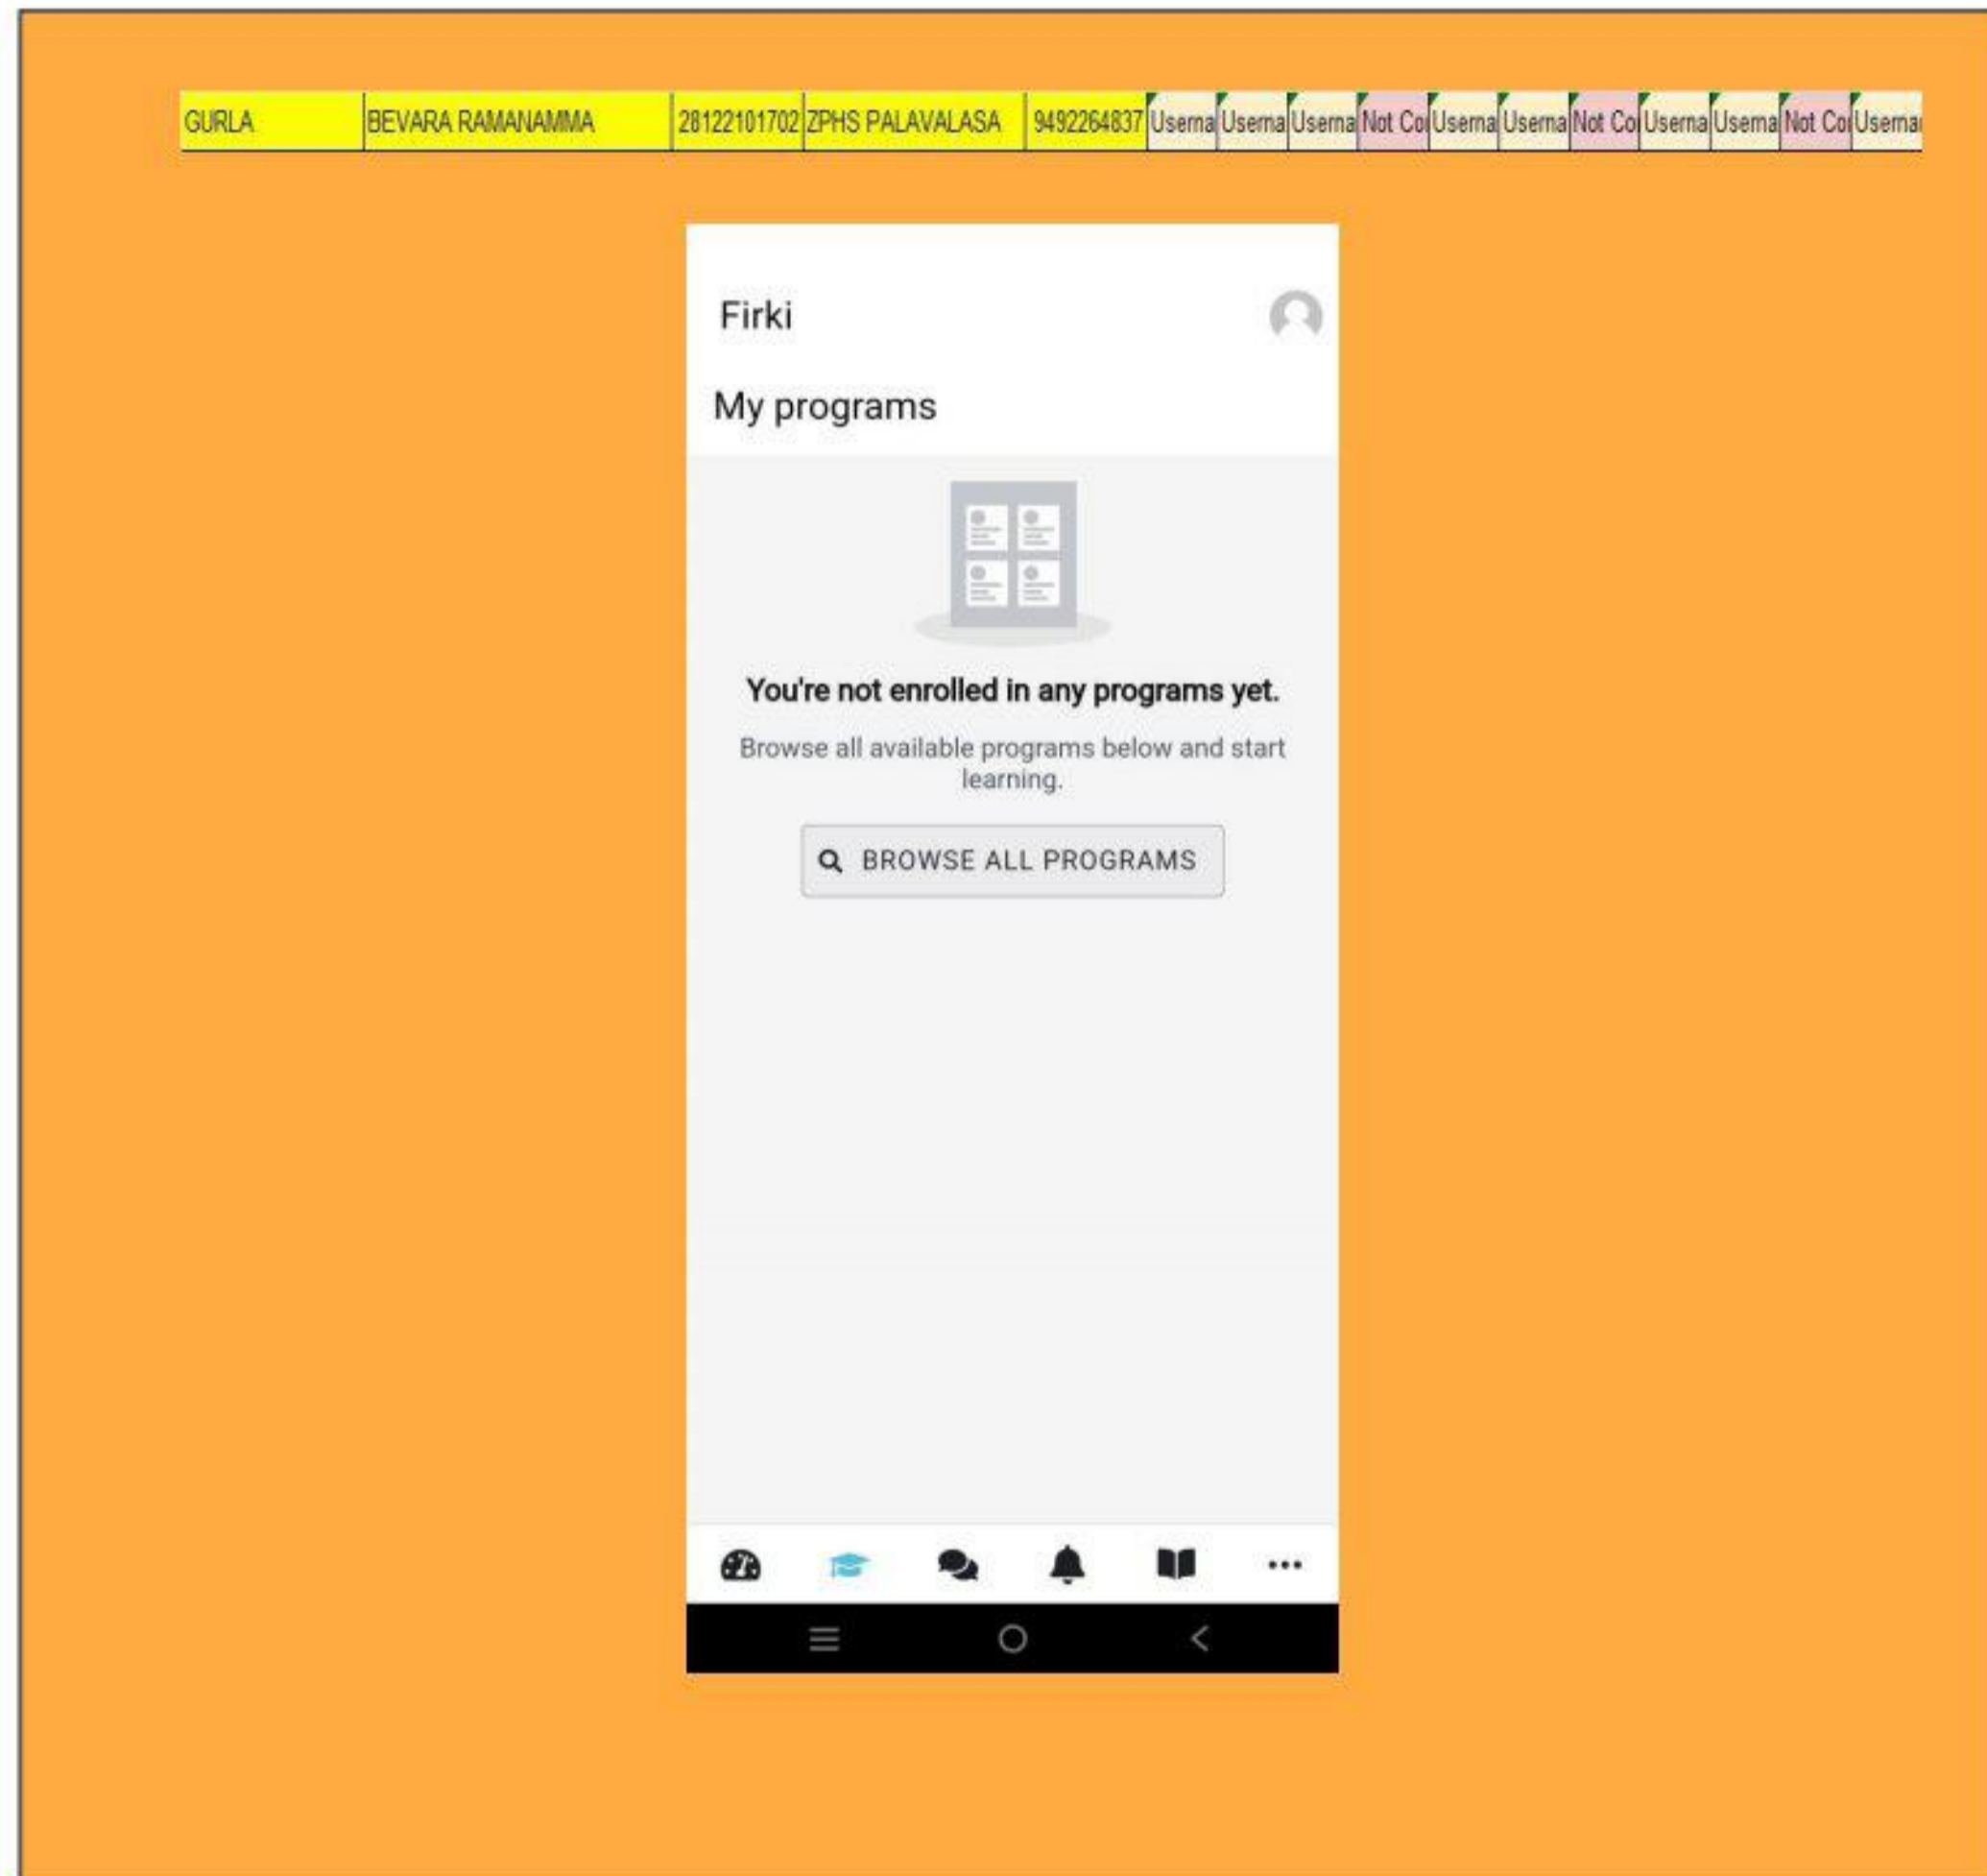 GURLA BEVARA RAMANAMMA 28122101702 ZPHS PALAVALASA 9492264837 Userna Userna Userna Not Co Userna Userna Not Co Userna Userna Not Co Userna
Firki
My programs
You're not enrolled in any programs yet.
Browse all available programs below and start
learning.
BROWSE ALL PROGRAMS